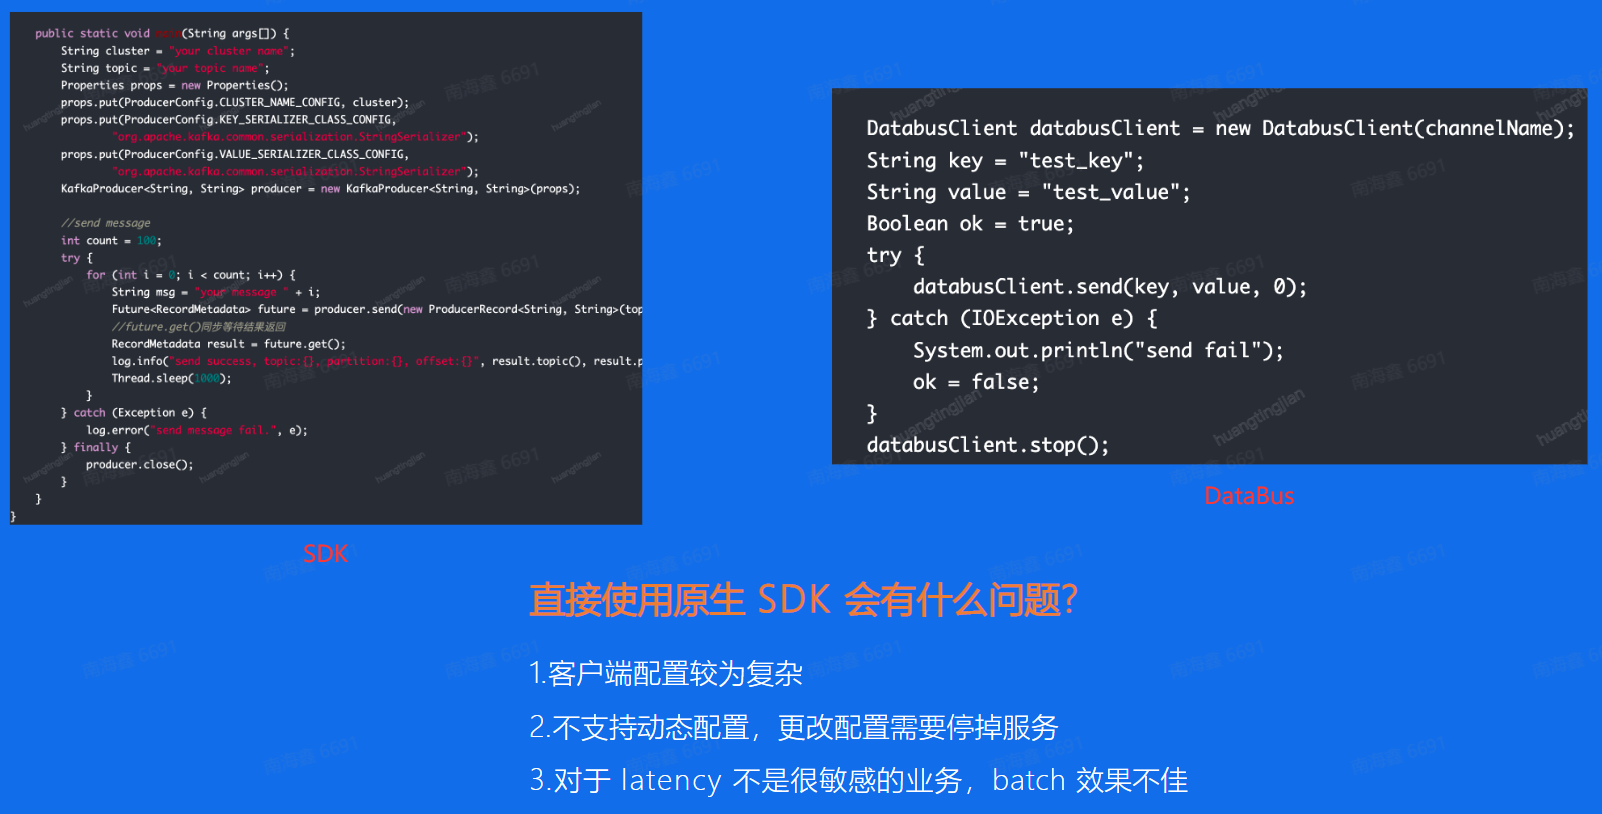 public static void main(String args[]) {
String cluster = "your cluster name";
String topic = "your topic name";
Properties props = new Properties();
props.put(ProducerConfig.CLUSTER_NAME_CONFIG, cluster);
props.put(ProducerConfig.KEY_SERIALIZER_CLASS_CONFIG,
"org.apache.kafka.common.serialization.StringSerializer");
props.put(ProducerConfig.VALUE_SERIALIZER_CLASS_CONFIG,
"org.apache.kafka.common.serialization.StringSerializer");
KafkaProducer<String, String> producer = new KafkaProducer<String, String>(props);
//send message
int count = 100;
try {
for (int i = 0; i < count; i++) {
String msg = "your message " + i;
Future<RecordMetadata> future = producer.send(new ProducerRecord<String, String>(top
//future.get()同步等待结果返回
RecordMetadata result = future.get();
log.info("send success, topic:{}, partition:{}, offset:{}", result.topic(), result.p
Thread.sleep(1000);
}
} catch (Exception e) {
log.error("send message fail.", e);
} finally {
producer.close();
}
}
}
SDK
DatabusClient databusClient = new DatabusClient(channelName);
String key = "test_key";
String value = "test_value";
Boolean ok = true;
try {
databusClient.send(key, value, 0);
} catch (IOException e) {
System.out.println("send fail");
ok = false;
}
databusClient.stop();
DataBus
直接使用原生 SDK 会有什么问题?
1.客户端配置较为复杂
2.不支持动态配置，更改配置需要停掉服务
3.对于 latency 不是很敏感的业务，batch 效果不佳
南海鑫 6691
huangtingjian